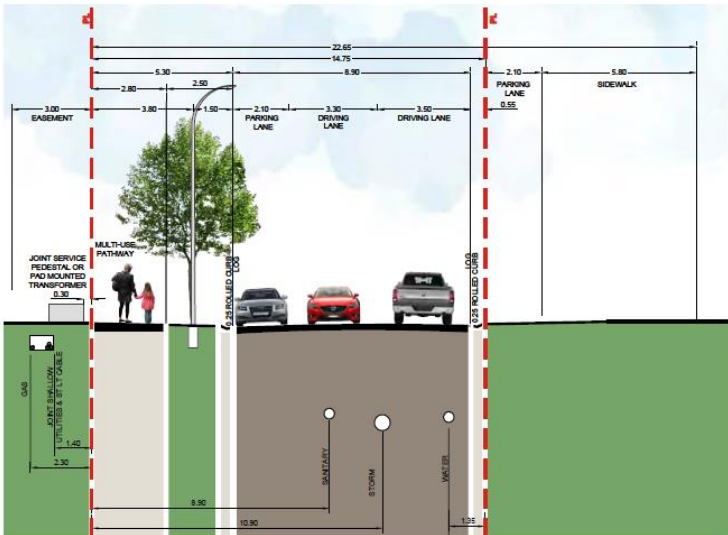 PL
PL
22.65
14.75
5.30
8.90
2.10
5.80
2.80
2.50
PARKING
LANE
SIDEWALK
3.00
3.80
1.50
2.10
3.30
3.50
0.55
EASEMENT
PARKING
LANE
DRIVING
LANE
DRIVING LANE
MULTI-USE
PATHWAY
JOINT SERVICE
PEDESTAL OR
PAD MOUNTED
TRANSFORMER
0.30
0.25 ROLLED CURB
LOG
0.25 ROLLED CURB
LOG
GAS
JOINT SHALLOW
UTILITIES & ST LT CABLE
1.40
2.30
SANITARY
STORM
WATER
8.90
10.90
1.35